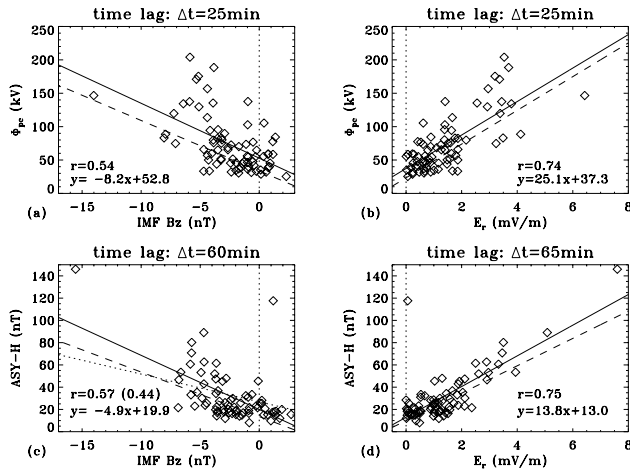 time lag: Δt=25min
time lag: Δt=25min
250
200
150
100
50
0
Φpc (kV)
r=0.54
y= −8.2x+52.8
−15
−10
−5
0
(a)
IMF Bz (nT)
250
200
150
100
50
0
Φpc (kV)
r=0.74
y=25.1x+37.3
0
2
4
6
8
(b)
Er (mV/m)
time lag: Δt=60min
time lag: Δt=65min
140
120
100
80
60
40
20
0
ASY−H (nT)
r=0.57 (0.44)
y= −4.9x+19.9
−15
−10
−5
0
(c)
IMF Bz (nT)
140
120
100
80
60
40
20
0
ASY−H (nT)
r=0.75
y=13.8x+13.0
0
2
4
6
8
(d)
Er (mV/m)